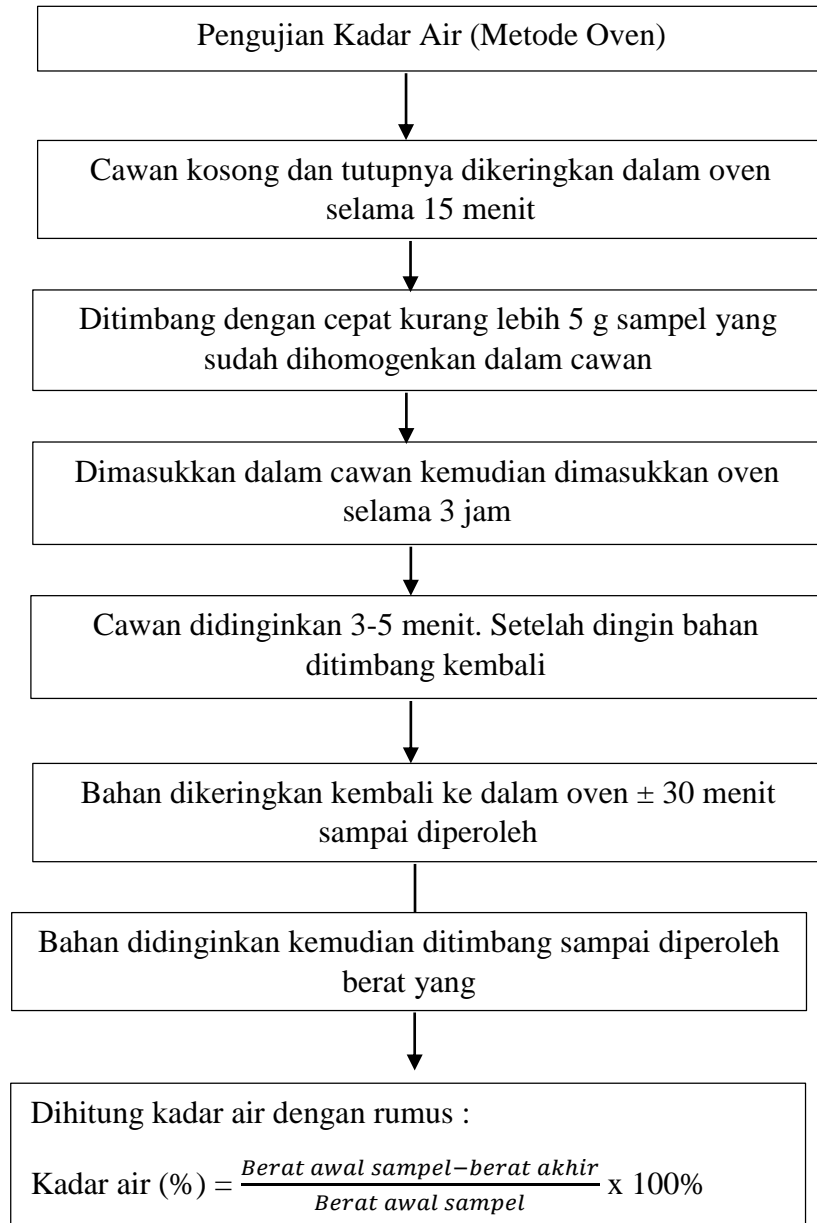 Pengujian Kadar Air (Metode Oven)
Cawan kosong dan tutupnya dikeringkan dalam oven
selama 15 menit
Ditimbang dengan cepat kurang lebih 5 g sampel yang
sudah dihomogenkan dalam cawan
Dimasukkan dalam cawan kemudian dimasukkan oven
selama 3 jam
Cawan didinginkan 3-5 menit. Setelah dingin bahan
ditimbang kembali
Bahan dikeringkan kembali ke dalam oven ± 30 menit
sampai diperoleh
Bahan didinginkan kemudian ditimbang sampai diperoleh
berat yang
Dihitung kadar air dengan rumus :
Kadar air (%) = \frac{Berat awal sampel−berat akhir}{Berat awal sampel} x 100%